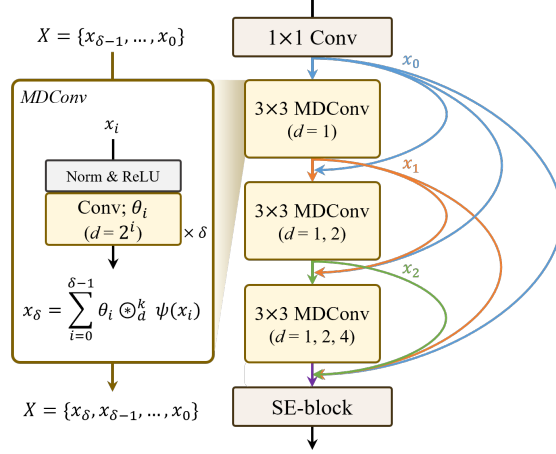 X = {x_{δ−1}, … , x_0}
MDConv
x_i
Norm & ReLU
Conv; θ_i
(d = 2^i)
× δ
x_δ = ∑_{i=0}^{δ−1} θ_i ⊛_d^k ψ(x_i)
X = {x_δ, x_{δ−1}, … , x_0}
1×1 Conv
x_0
3×3 MDConv
(d = 1)
x_1
3×3 MDConv
(d = 1, 2)
x_2
3×3 MDConv
(d = 1, 2, 4)
SE-block